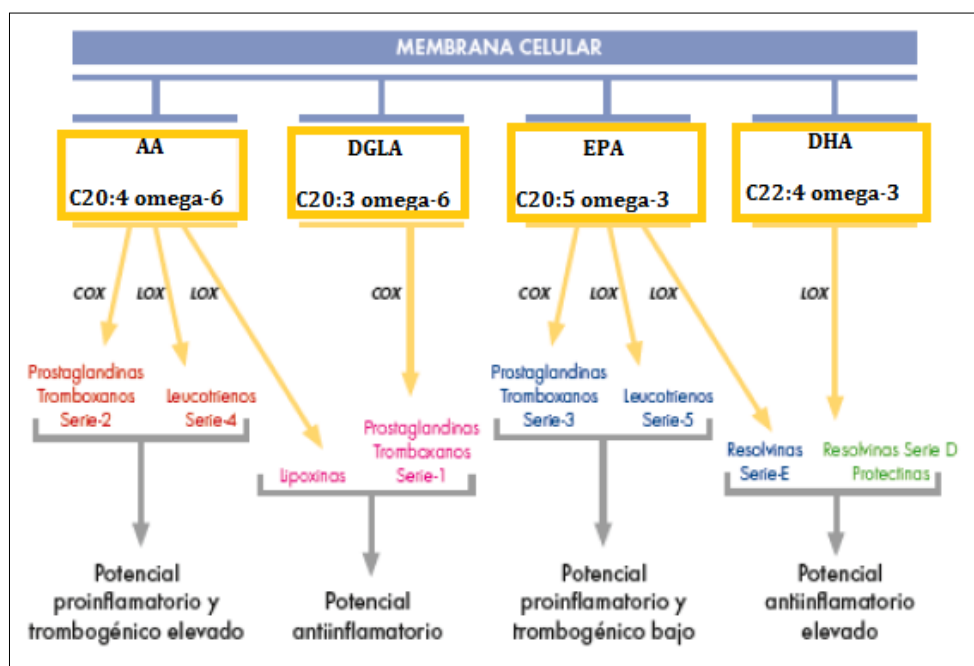 MEMBRANA CELULAR
AA
C20:4 omega-6
DGLA
C20:3 omega-6
EPA
C20:5 omega-3
DHA
C22:4 omega-3
COX
LOX
LOX
COX
COX
LOX
LOX
LOX
Prostaglandinas
Tromboxanos
Serie-2
Leucotrienos
Serie-4
Lipoxinas
Prostaglandinas
Tromboxanos
Serie-1
Prostaglandinas
Tromboxanos
Serie-3
Leucotrienos
Serie-5
Resolvinas
Serie-E
Resolvinas Serie D
Protectinas
Potencial
proinflamatorio y
trombogénico elevado
Potencial
antiinflamatorio
Potencial
proinflamatorio y
trombogénico bajo
Potencial
antiinflamatorio
elevado